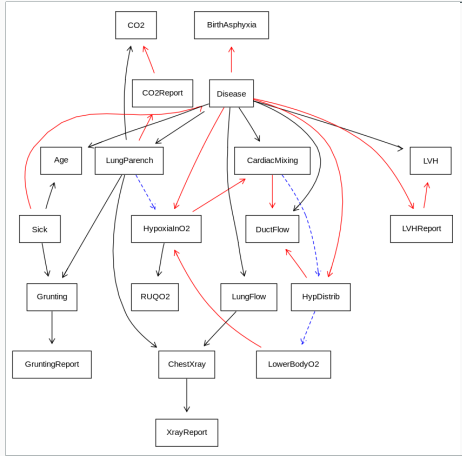 CO2
BirthAsphyxia
CO2Report
Disease
Age
LungParench
CardiacMixing
LVH
Sick
HypoxiaInO2
DuctFlow
LVHReport
Grunting
RUQO2
LungFlow
HypDistrib
GruntingReport
ChestXray
LowerBodyO2
XrayReport